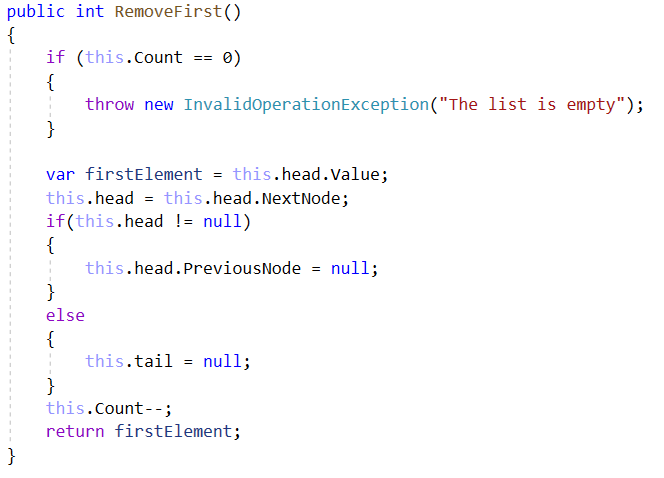 public int RemoveFirst()
{
    if (this.Count == 0)
    {
        throw new InvalidOperationException("The list is empty");
    }

    var firstElement = this.head.Value;
    this.head = this.head.NextNode;
    if(this.head != null)
    {
        this.head.PreviousNode = null;
    }
    else
    {
        this.tail = null;
    }
    this.Count--;
    return firstElement;
}